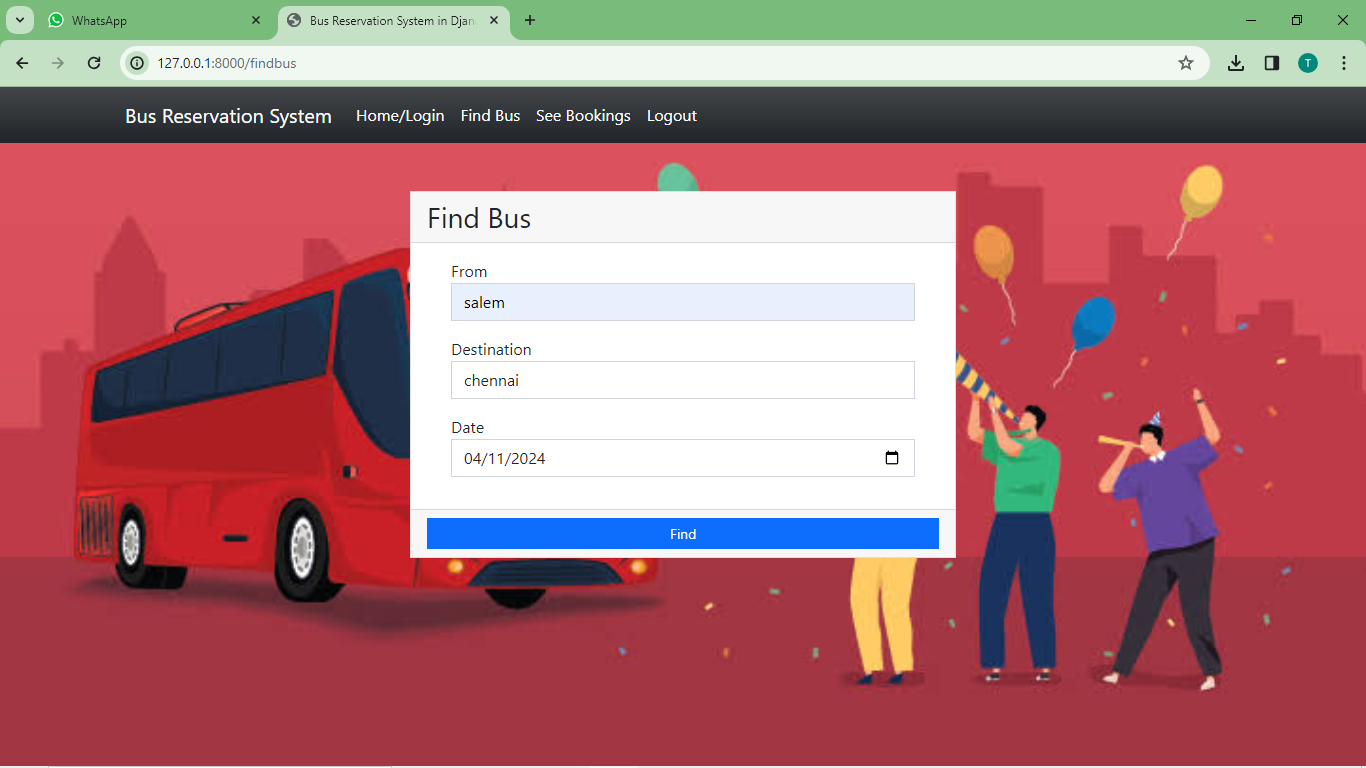 WhatsApp
Bus Reservation System in Djan
127.0.0.1:8000/findbus
T
Bus Reservation System Home/Login Find Bus See Bookings Logout
Find Bus
From
salem
Destination
chennai
Date
04/11/2024
Find